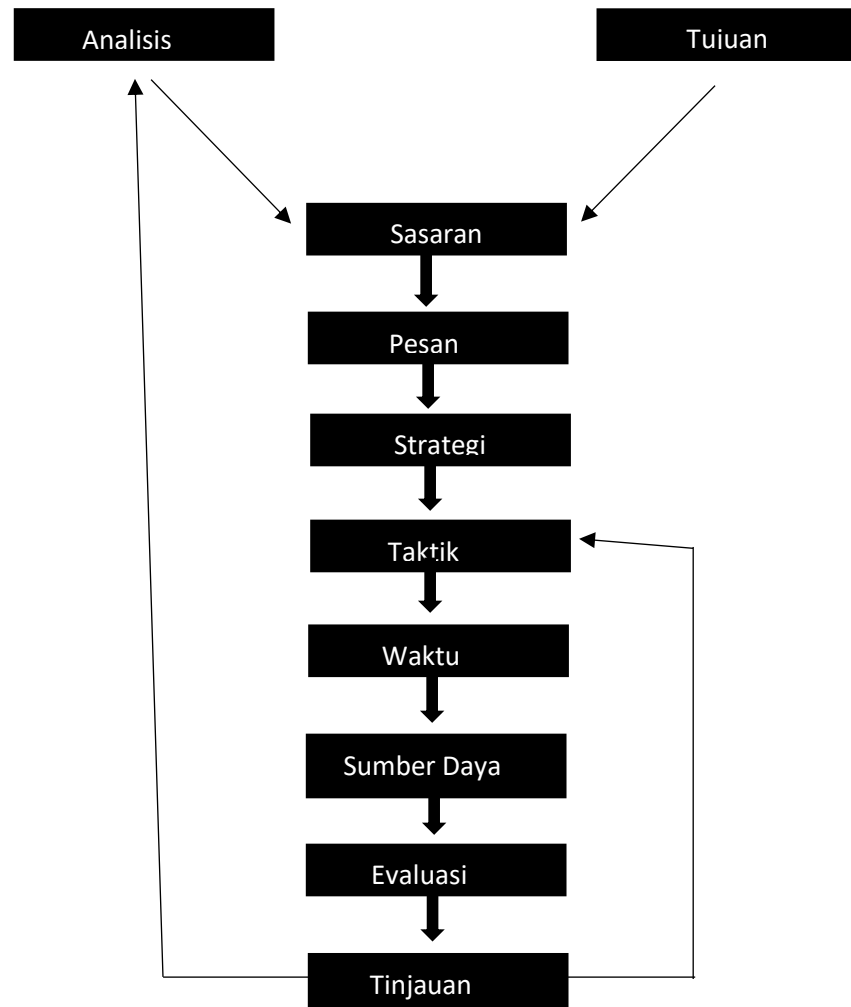 Analisis
Tujuan
Sasaran
Pesan
Strategi
Taktik
Waktu
Sumber Daya
Evaluasi
Tinjauan